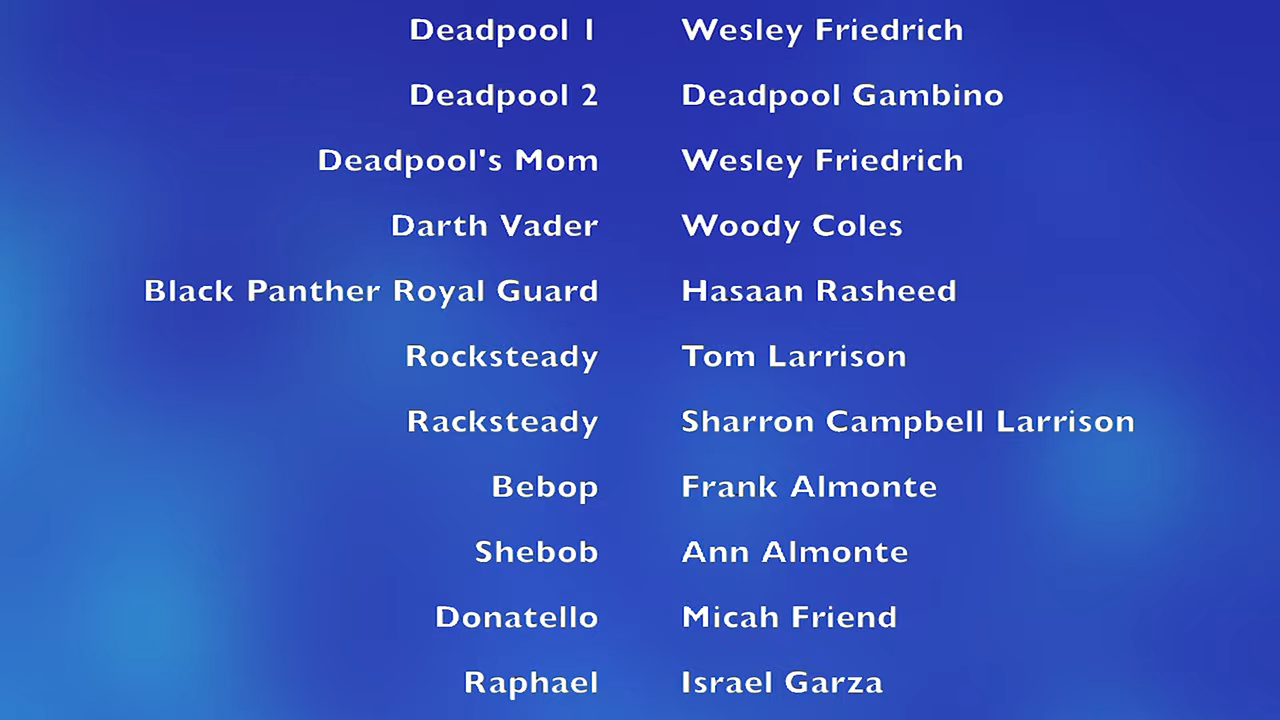 Deadpool 1 Wesley Friedrich
Deadpool 2 Deadpool Gambino
Deadpool's Mom Wesley Friedrich
Darth Vader Woody Coles
Black Panther Royal Guard Hasaan Rasheed
Rocksteady Tom Larrison
Racksteady Sharron Campbell Larrison
Bebop Frank Almonte
Shebob Ann Almonte
Donatello Micah Friend
Raphael Israel Garza